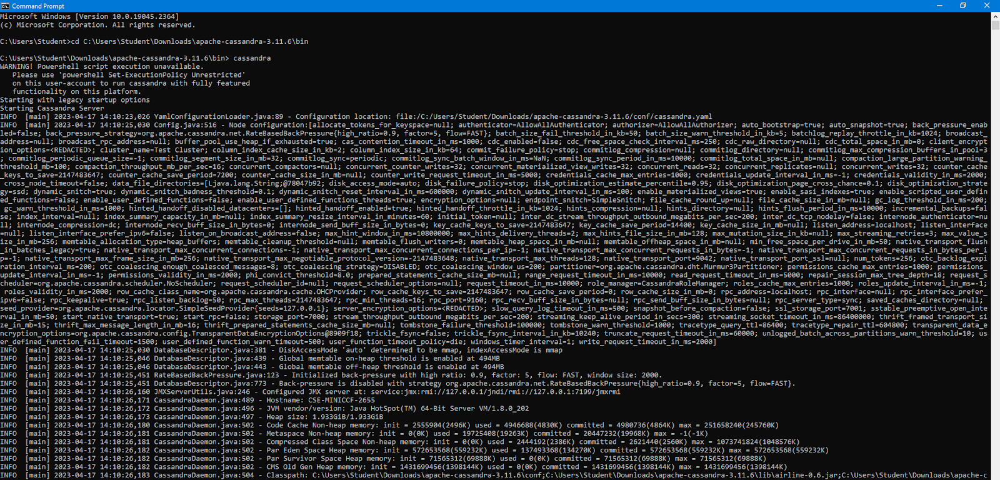 Command Prompt
Microsoft Windows [Version 10.0.19045.2364]
(c) Microsoft Corporation. All rights reserved.
C:\Users\Student>cd C:\Users\Student\Downloads\apache-cassandra-3.11.6\bin
C:\Users\Student\Downloads\apache-cassandra-3.11.6\bin> cassandra
WARNING! Powershell script execution unavailable.
   Please use 'powershell Set-ExecutionPolicy Unrestricted'
   on this user-account to run cassandra with fully featured
   functionality on this platform.
Starting with legacy startup options
Starting Cassandra Server
INFO  [main] 2023-04-17 14:10:23,026 YamlConfigurationLoader.java:89 - Configuration location: file:/C:/Users/Student/Downloads/apache-cassandra-3.11.6/conf/cassandra.yaml
INFO  [main] 2023-04-17 14:10:25,030 Config.java:516 - Node configuration:[allocate_tokens_for_keyspace=null; authenticator=AllowAllAuthenticator; authorizer=AllowAllAuthorizer; auto_bootstrap=true; auto_snapshot=true; back_pressure_enab
led=false; back_pressure_strategy=org.apache.cassandra.net.RateBasedBackPressure{high_ratio=0.9, factor=5, flow=FAST}; batch_size_fail_threshold_in_kb=50; batch_size_warn_threshold_in_kb=5; batchlog_replay_throttle_in_kb=1024; broadcast_
address=null; broadcast_rpc_address=null; buffer_pool_use_heap_if_exhausted=true; cas_contention_timeout_in_ms=1000; cdc_enabled=false; cdc_free_space_check_interval_ms=250; cdc_raw_directory=null; cdc_total_space_in_mb=0; client_encrypt
ion_options=<REDACTED>; cluster_name=Test Cluster; column_index_cache_size_in_kb=2; column_index_size_in_kb=64; commit_failure_policy=stop; commitlog_compression=null; commitlog_directory=null; commitlog_max_compression_buffers_in_pool=3
; commitlog_periodic_queue_size=-1; commitlog_segment_size_in_mb=32; commitlog_sync=periodic; commitlog_sync_batch_window_in_ms=NaN; commitlog_sync_period_in_ms=10000; commitlog_total_space_in_mb=null; compaction_large_partition_warning_
threshold_mb=100; compaction_throughput_mb_per_sec=16; concurrent_compactors=null; concurrent_counter_writes=32; concurrent_materialized_view_writes=32; concurrent_reads=32; concurrent_replicates=null; concurrent_writes=32; counter_cache
_keys_to_save=2147483647; counter_cache_save_period=7200; counter_cache_size_in_mb=null; counter_write_request_timeout_in_ms=5000; credentials_cache_max_entries=1000; credentials_update_interval_in_ms=-1; credentials_validity_in_ms=2000;
 cross_node_timeout=false; data_file_directories=[Ljava.lang.String;@78047b92; disk_access_mode=auto; disk_failure_policy=stop; disk_optimization_estimate_percentile=0.95; disk_optimization_page_cross_chance=0.1; disk_optimization_strate
gy=ssd; dynamic_snitch=true; dynamic_snitch_badness_threshold=0.1; dynamic_snitch_reset_interval_in_ms=600000; dynamic_snitch_update_interval_in_ms=100; enable_materialized_views=true; enable_sasi_indexes=true; enable_scripted_user_defin
ed_functions=false; enable_user_defined_functions=false; enable_user_defined_functions_threads=true; encryption_options=null; endpoint_snitch=SimpleSnitch; file_cache_round_up=null; file_cache_size_in_mb=null; gc_log_threshold_in_ms=200;
 gc_warn_threshold_in_ms=1000; hinted_handoff_disabled_datacenters=[]; hinted_handoff_enabled=true; hinted_handoff_throttle_in_kb=1024; hints_compression=null; hints_directory=null; hints_flush_period_in_ms=10000; incremental_backups=fal
se; index_interval=null; index_summary_capacity_in_mb=null; index_summary_resize_interval_in_minutes=60; initial_token=null; inter_dc_stream_throughput_outbound_megabits_per_sec=200; inter_dc_tcp_nodelay=false; internode_authenticator=nu
ll; internode_compression=dc; internode_recv_buff_size_in_bytes=0; internode_send_buff_size_in_bytes=0; key_cache_keys_to_save=2147483647; key_cache_save_period=14400; key_cache_size_in_mb=null; listen_address=localhost; listen_interface
=null; listen_interface_prefer_ipv6=false; listen_on_broadcast_address=false; max_hint_window_in_ms=10800000; max_hints_delivery_threads=2; max_hints_file_size_in_mb=128; max_mutation_size_in_kb=null; max_streaming_retries=3; max_value_s
ize_in_mb=256; memtable_allocation_type=heap_buffers; memtable_cleanup_threshold=null; memtable_flush_writers=0; memtable_heap_space_in_mb=null; memtable_offheap_space_in_mb=null; min_free_space_per_drive_in_mb=50; native_transport_flush
_in_batches_legacy=true; native_transport_max_concurrent_connections=-1; native_transport_max_concurrent_connections_per_ip=-1; native_transport_max_concurrent_requests_in_bytes=-1; native_transport_max_concurrent_requests_in_bytes_per_i
p=-1; native_transport_max_frame_size_in_mb=256; native_transport_max_negotiable_protocol_version=-2147483648; native_transport_max_threads=128; native_transport_port=9042; native_transport_port_ssl=null; num_tokens=256; otc_backlog_expi
ration_interval_ms=200; otc_coalescing_enough_coalesced_messages=8; otc_coalescing_strategy=DISABLED; otc_coalescing_window_us=200; partitioner=org.apache.cassandra.dht.Murmur3Partitioner; permissions_cache_max_entries=1000; permissions_
update_interval_in_ms=-1; permissions_validity_in_ms=2000; phi_convict_threshold=8.0; prepared_statements_cache_size_mb=null; range_request_timeout_in_ms=10000; read_request_timeout_in_ms=5000; repair_session_max_tree_depth=18; request_s
cheduler=org.apache.cassandra.scheduler.NoScheduler; request_scheduler_id=null; request_scheduler_options=null; request_timeout_in_ms=10000; role_manager=CassandraRoleManager; roles_cache_max_entries=1000; roles_update_interval_in_ms=-1;
 roles_validity_in_ms=2000; row_cache_class_name=org.apache.cassandra.cache.OHCProvider; row_cache_keys_to_save=2147483647; row_cache_save_period=0; row_cache_size_in_mb=0; rpc_address=localhost; rpc_interface=null; rpc_interface_prefer_
ipv6=false; rpc_keepalive=true; rpc_listen_backlog=50; rpc_max_threads=2147483647; rpc_min_threads=16; rpc_port=9160; rpc_recv_buff_size_in_bytes=null; rpc_send_buff_size_in_bytes=null; rpc_server_type=sync; saved_caches_directory=null;
seed_provider=org.apache.cassandra.locator.SimpleSeedProvider{seeds=127.0.0.1}; server_encryption_options=<REDACTED>; slow_query_log_timeout_in_ms=500; snapshot_before_compaction=false; ssl_storage_port=7001; sstable_preemptive_open_inte
rval_in_mb=50; start_native_transport=true; start_rpc=false; storage_port=7000; stream_throughput_outbound_megabits_per_sec=200; streaming_keep_alive_period_in_secs=300; streaming_socket_timeout_in_ms=86400000; thrift_framed_transport_si
ze_in_mb=15; thrift_max_message_length_in_mb=16; thrift_prepared_statements_cache_size_mb=null; tombstone_failure_threshold=100000; tombstone_warn_threshold=1000; tracetype_query_ttl=86400; tracetype_repair_ttl=604800; transparent_data_e
ncryption_options=org.apache.cassandra.config.TransparentDataEncryptionOptions@8909f18; trickle_fsync=false; trickle_fsync_interval_in_kb=10240; truncate_request_timeout_in_ms=60000; unlogged_batch_across_partitions_warn_threshold=10; us
er_defined_function_fail_timeout=1500; user_defined_function_warn_timeout=500; user_function_timeout_policy=die; windows_timer_interval=1; write_request_timeout_in_ms=2000]
INFO  [main] 2023-04-17 14:10:25,030 DatabaseDescriptor.java:381 - DiskAccessMode 'auto' determined to be mmap, indexAccessMode is mmap
INFO  [main] 2023-04-17 14:10:25,046 DatabaseDescriptor.java:439 - Global memtable on-heap threshold is enabled at 494MB
INFO  [main] 2023-04-17 14:10:25,046 DatabaseDescriptor.java:443 - Global memtable off-heap threshold is enabled at 494MB
INFO  [main] 2023-04-17 14:10:25,451 RateBasedBackPressure.java:123 - Initialized back-pressure with high ratio: 0.9, factor: 5, flow: FAST, window size: 2000.
INFO  [main] 2023-04-17 14:10:25,451 DatabaseDescriptor.java:773 - Back-pressure is disabled with strategy org.apache.cassandra.net.RateBasedBackPressure{high_ratio=0.9, factor=5, flow=FAST}.
INFO  [main] 2023-04-17 14:10:26,160 JMXServerUtils.java:246 - Configured JMX server at: service:jmx:rmi://127.0.0.1/jndi/rmi://127.0.0.1:7199/jmxrmi
INFO  [main] 2023-04-17 14:10:26,171 CassandraDaemon.java:489 - Hostname: CSE-MINICCF-2655
INFO  [main] 2023-04-17 14:10:26,172 CassandraDaemon.java:496 - JVM vendor/version: Java HotSpot(TM) 64-Bit Server VM/1.8.0_202
INFO  [main] 2023-04-17 14:10:26,173 CassandraDaemon.java:497 - Heap size: 1.933GiB/1.933GiB
INFO  [main] 2023-04-17 14:10:26,180 CassandraDaemon.java:502 - Code Cache Non-heap memory: init = 2555904(2496K) used = 4946688(4830K) committed = 4980736(4864K) max = 251658240(245760K)
INFO  [main] 2023-04-17 14:10:26,181 CassandraDaemon.java:502 - Metaspace Non-heap memory: init = 0(0K) used = 19725408(19263K) committed = 20447232(19968K) max = -1(-1K)
INFO  [main] 2023-04-17 14:10:26,181 CassandraDaemon.java:502 - Compressed Class Space Non-heap memory: init = 0(0K) used = 2444192(2386K) committed = 2621440(2560K) max = 1073741824(1048576K)
INFO  [main] 2023-04-17 14:10:26,182 CassandraDaemon.java:502 - Par Eden Space Heap memory: init = 572653568(559232K) used = 137493368(134270K) committed = 572653568(559232K) max = 572653568(559232K)
INFO  [main] 2023-04-17 14:10:26,182 CassandraDaemon.java:502 - Par Survivor Space Heap memory: init = 71565312(69888K) used = 0(0K) committed = 71565312(69888K) max = 71565312(69888K)
INFO  [main] 2023-04-17 14:10:26,182 CassandraDaemon.java:502 - CMS Old Gen Heap memory: init = 1431699456(1398144K) used = 0(0K) committed = 1431699456(1398144K) max = 1431699456(1398144K)
INFO  [main] 2023-04-17 14:10:26,183 CassandraDaemon.java:504 - Classpath: C:\Users\Student\Downloads\apache-cassandra-3.11.6\conf;C:\Users\Student\Downloads\apache-cassandra-3.11.6\lib\airline-0.6.jar;C:\Users\Student\Downloads\apache-c